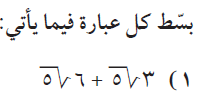 بسّط كل عبارة فيما يأتي:
١) ٣√٥ + ٦√٥